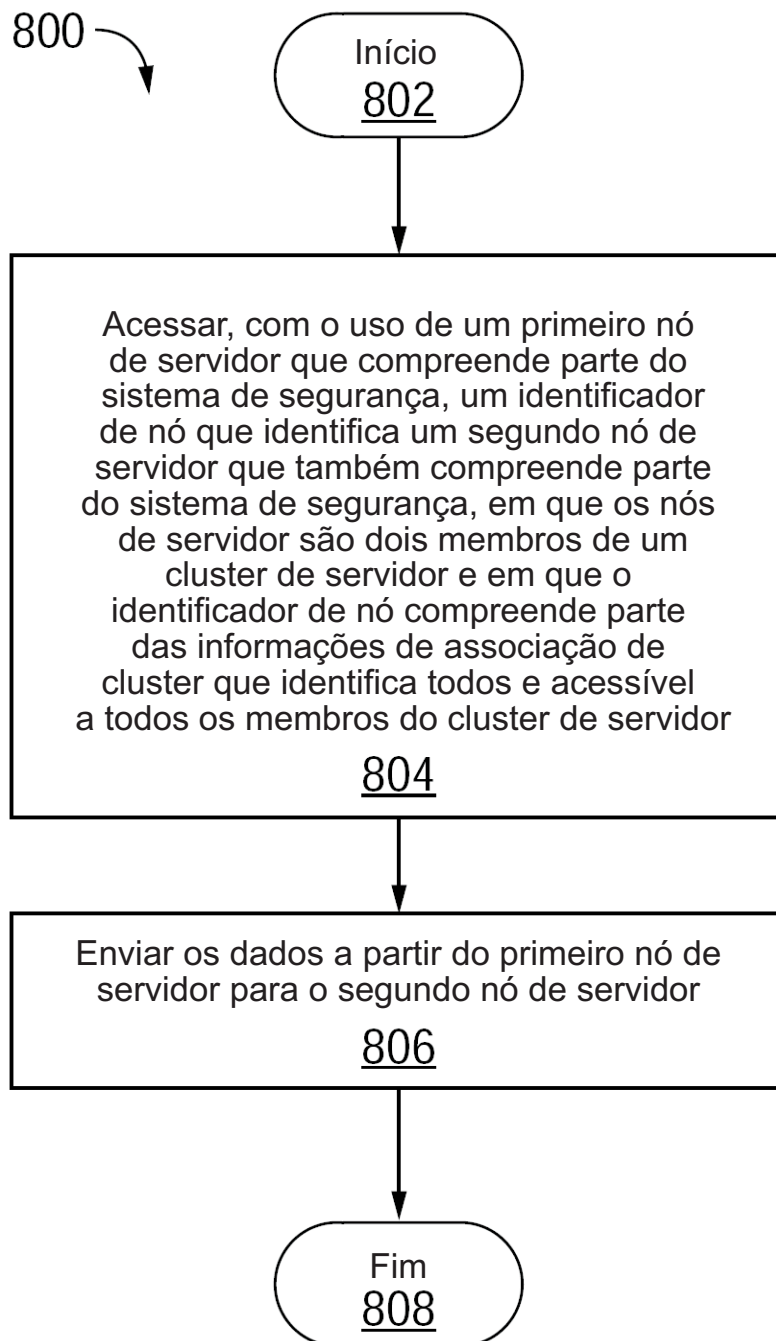 800
Início
802
Acessar, com o uso de um primeiro nó
de servidor que compreende parte do
sistema de segurança, um identificador
de nó que identifica um segundo nó de
servidor que também compreende parte
do sistema de segurança, em que os nós
de servidor são dois membros de um
cluster de servidor e em que o
identificador de nó compreende parte
das informações de associação de
cluster que identifica todos e acessível
a todos os membros do cluster de servidor
804
Enviar os dados a partir do primeiro nó de
servidor para o segundo nó de servidor
806
Fim
808